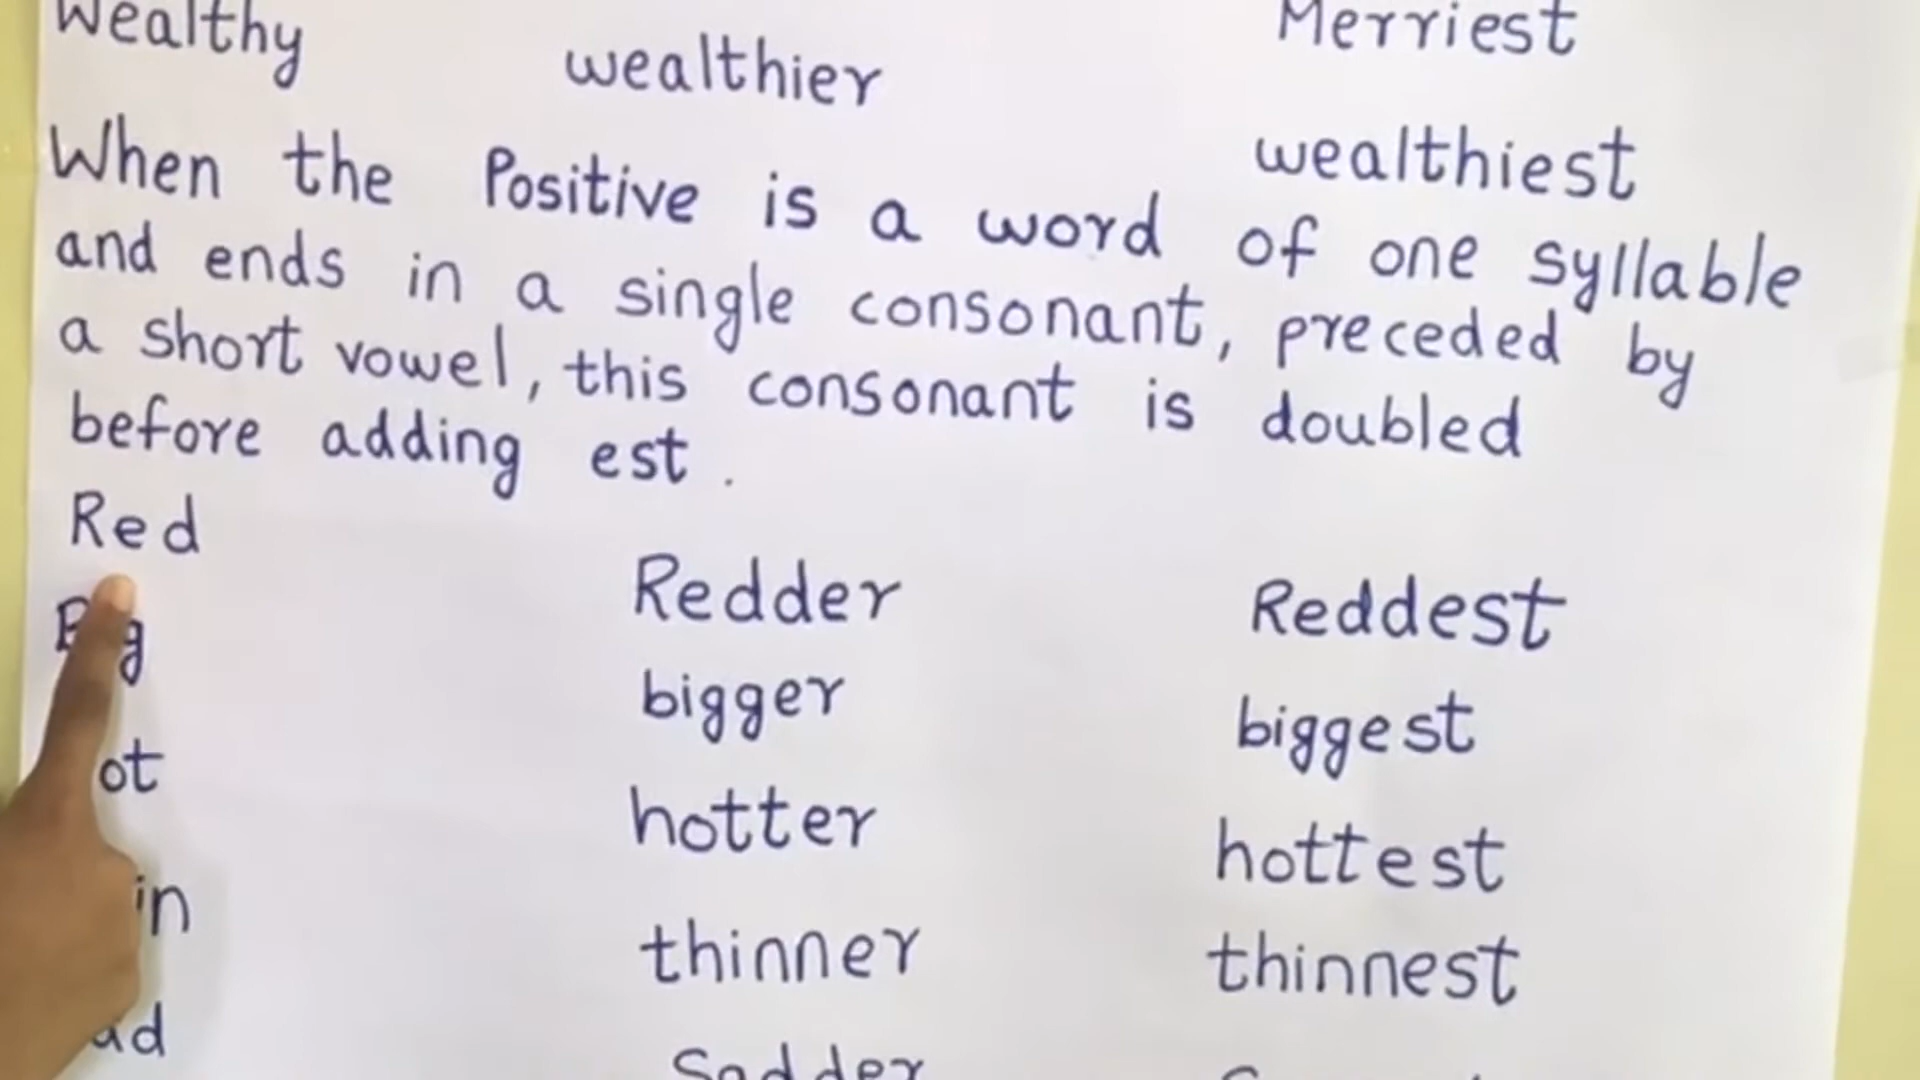 Merriest
Wealthy wealthier wealthiest
When the Positive is a word of one syllable
and ends in a single consonant, preceded by
a short vowel, this consonant is doubled
before adding est.
Red Redder Reddest
bigger biggest
ot hotter hottest
in thinner thinnest
ad Sadder